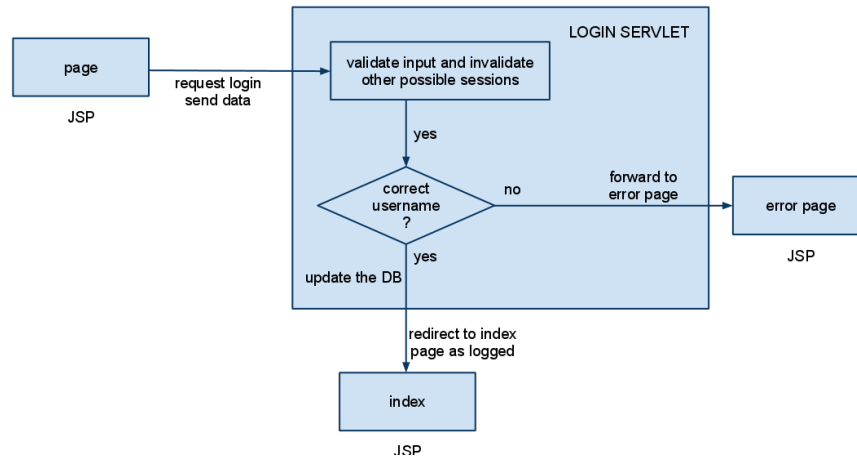 LOGIN SERVLET
page
validate input and invalidate
other possible sessions
request login
send data
JSP
yes
correct
username
?
no
forward to
error page
error page
JSP
yes
update the DB
redirect to index
page as logged
index
JSP